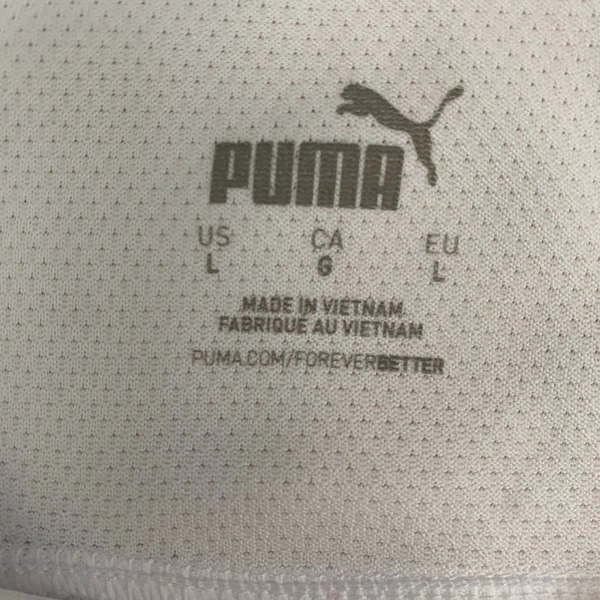 PUMA
US CA EU
L G L
MADE IN VIETNAM
FABRIQUE AU VIETNAM
PUMA.COM/FOREVERBETTER